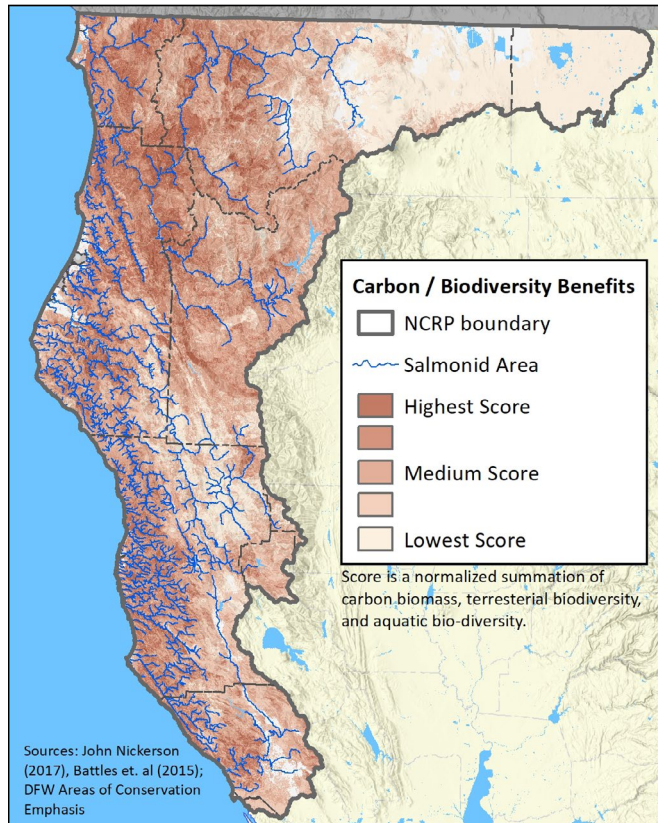 Carbon / Biodiversity Benefits
NCRP boundary
Salmonid Area
Highest Score
Medium Score
Lowest Score
Score is a normalized summation of
carbon biomass, terresterial biodiversity,
and aquatic bio-diversity.
Sources: John Nickerson
(2017), Battles et. al (2015);
DFW Areas of Conservation
Emphasis